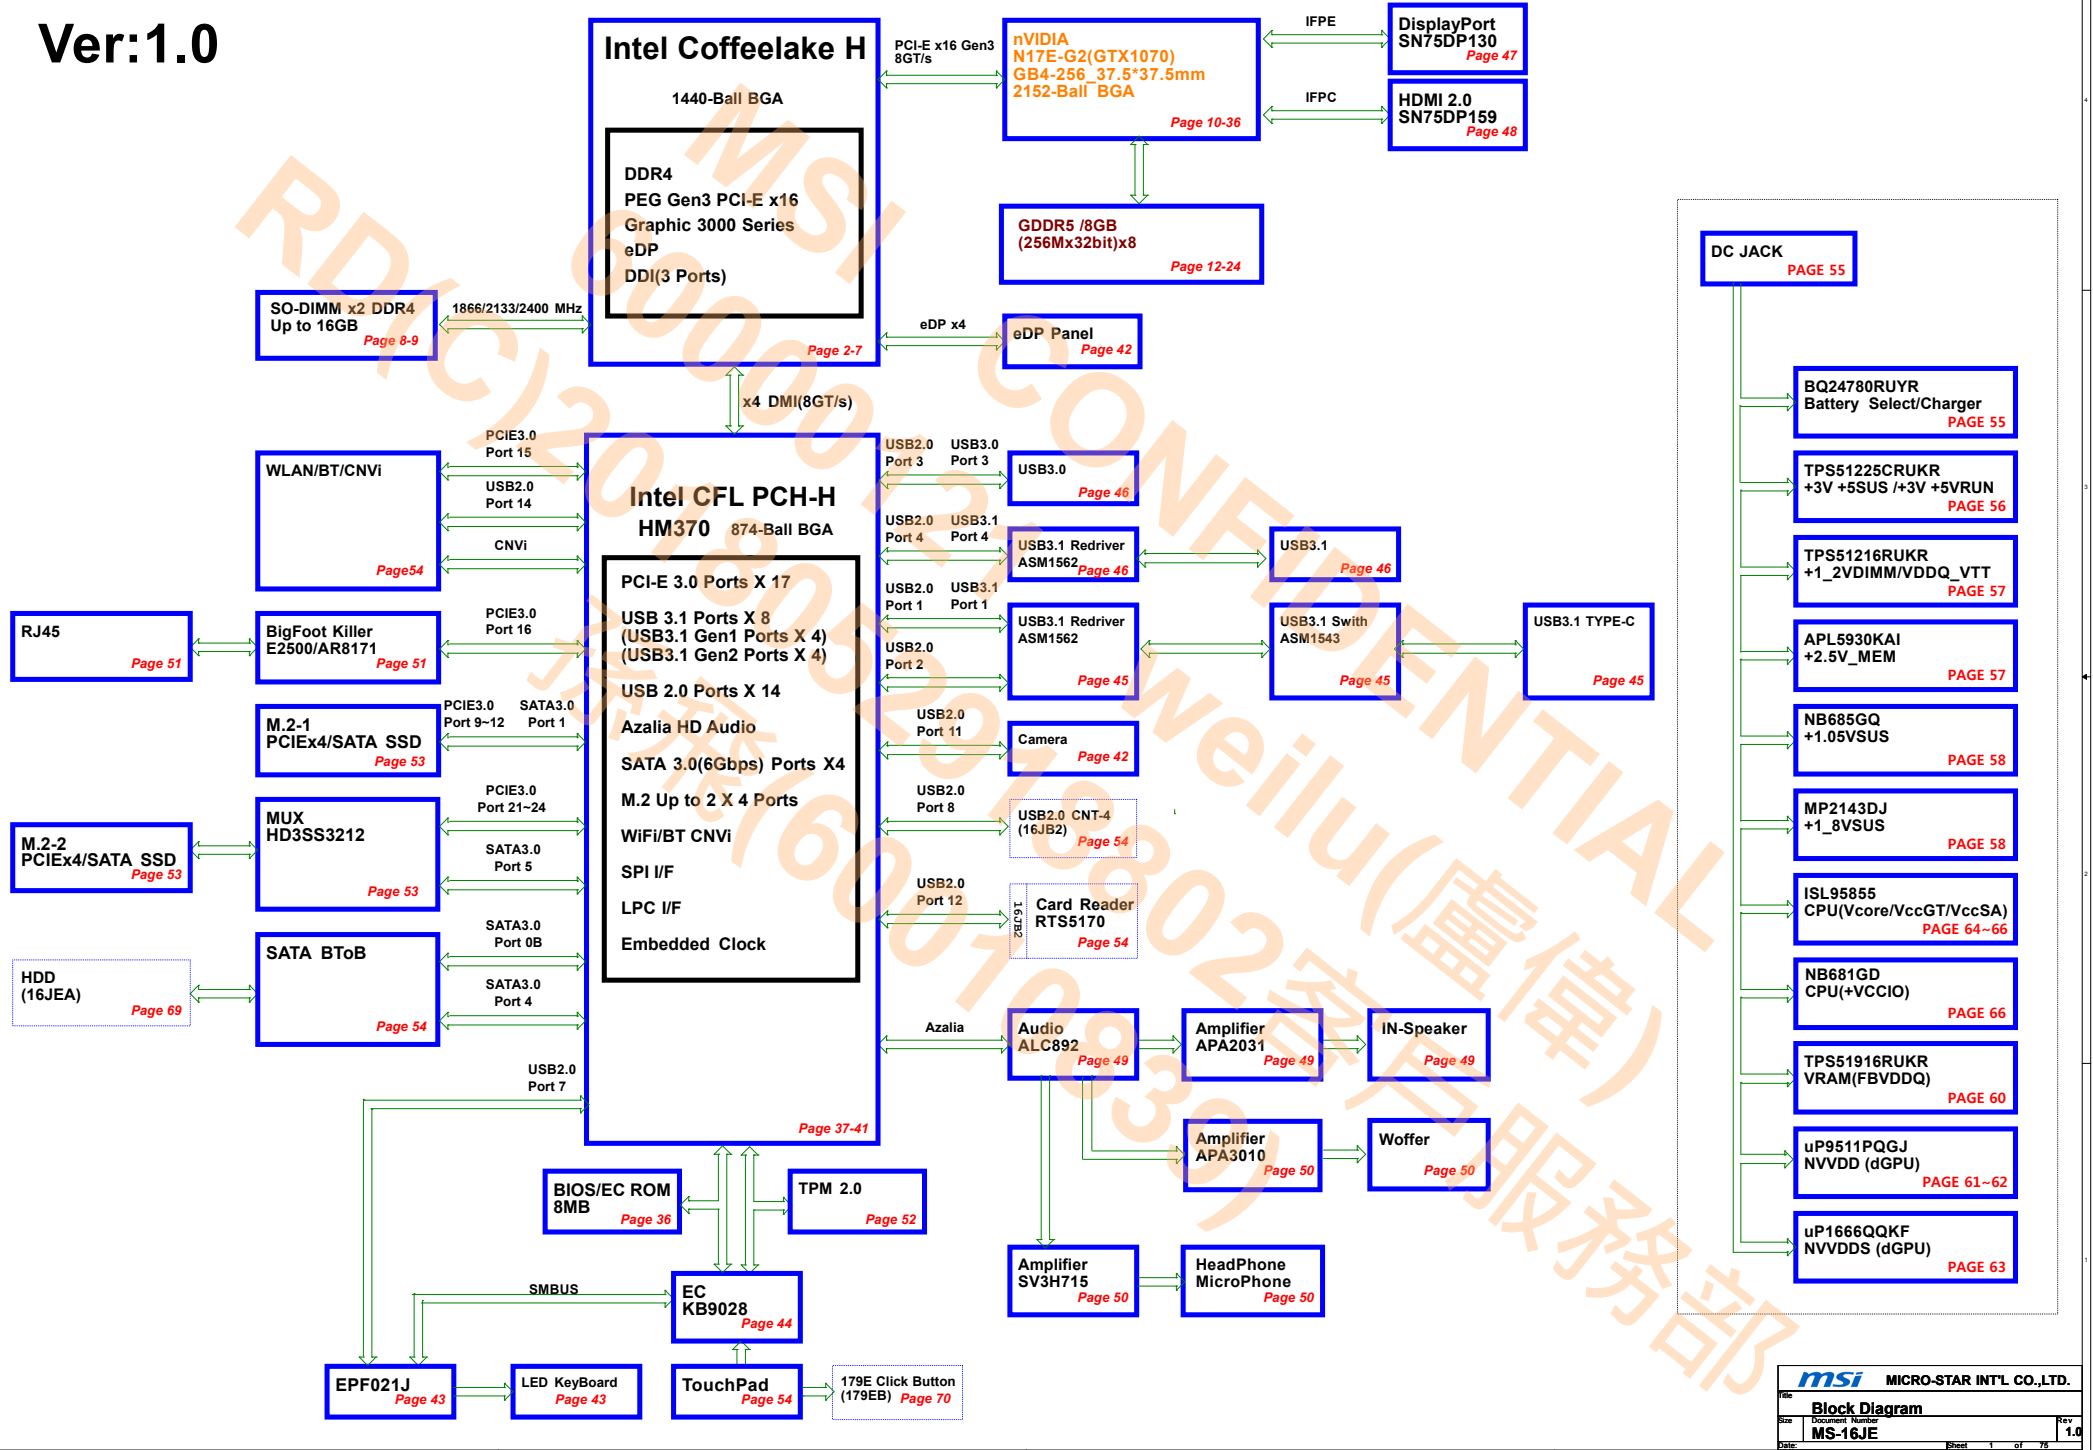 Ver:1.0
Intel Coffeelake H
1440-Ball BGA
DDR4
PEG Gen3 PCI-E x16
Graphic 3000 Series
eDP
DDI(3 Ports)
Page 2-7
PCI-E x16 Gen3
8GT/s
nVIDIA
N17E-G2(GTX1070)
GB4-256_37.5*37.5mm
2152-Ball BGA
Page 10-36
IFPE
DisplayPort
SN75DP130
Page 47
IFPC
HDMI 2.0
SN75DP159
Page 48
GDDR5 /8GB
(256Mx32bit)x8
Page 12-24
SO-DIMM x2 DDR4
Up to 16GB
Page 8-9
1866/2133/2400 MHz
eDP x4
eDP Panel
Page 42
x4 DMI(8GT/s)
Intel CFL PCH-H
HM370 874-Ball BGA
PCI-E 3.0 Ports X 17
USB 3.1 Ports X 8
(USB3.1 Gen1 Ports X 4)
(USB3.1 Gen2 Ports X 4)
USB 2.0 Ports X 14
Azalia HD Audio
SATA 3.0(6Gbps) Ports X4
M.2 Up to 2 X 4 Ports
WiFi/BT CNVi
SPI I/F
LPC I/F
Embedded Clock
Page 37-41
WLAN/BT/CNVi
Page54
PCIE3.0
Port 15
USB2.0
Port 14
CNVi
RJ45
Page 51
BigFoot Killer
E2500/AR8171
Page 51
PCIE3.0
Port 16
M.2-1
PCIEx4/SATA SSD
Page 53
PCIE3.0
Port 9~12
SATA3.0
Port 1
M.2-2
PCIEx4/SATA SSD
Page 53
MUX
HD3SS3212
Page 53
PCIE3.0
Port 21~24
SATA3.0
Port 5
HDD
(16JEA)
Page 69
SATA BToB
Page 54
SATA3.0
Port 0B
SATA3.0
Port 4
USB2.0
Port 7
USB2.0
Port 3
USB3.0
Port 3
USB3.0
Page 46
USB2.0
Port 4
USB3.1
Port 4
USB3.1 Redriver
ASM1562
Page 46
USB3.1
Page 46
USB2.0
Port 1
USB3.1
Port 1
USB2.0
Port 2
USB3.1 Redriver
ASM1562
Page 45
USB3.1 Swith
ASM1543
Page 45
USB3.1 TYPE-C
Page 45
USB2.0
Port 11
Camera
Page 42
USB2.0
Port 8
USB2.0 CNT-4
(16JB2)
Page 54
USB2.0
Port 12
16JB2
Card Reader
RTS5170
Page 54
Azalia
Audio
ALC892
Page 49
Amplifier
APA2031
Page 49
IN-Speaker
Page 49
Amplifier
APA3010
Page 50
Woffer
Page 50
Amplifier
SV3H715
Page 50
HeadPhone
MicroPhone
Page 50
BIOS/EC ROM
8MB
Page 36
TPM 2.0
Page 52
SMBUS
EC
KB9028
Page 44
EPF021J
Page 43
LED KeyBoard
Page 43
TouchPad
Page 54
179E Click Button
(179EB) Page 70
DC JACK
PAGE 55
BQ24780RUYR
Battery Select/Charger
PAGE 55
TPS51225CRUKR
+3V +5SUS /+3V +5VRUN
PAGE 56
TPS51216RUKR
+1_2VDIMM/VDDQ_VTT
PAGE 57
APL5930KAI
+2.5V_MEM
PAGE 57
NB685GQ
+1.05VSUS
PAGE 58
MP2143DJ
+1_8VSUS
PAGE 58
ISL95855
CPU(Vcore/VccGT/VccSA)
PAGE 64~66
NB681GD
CPU(+VCCIO)
PAGE 66
TPS51916RUKR
VRAM(FBVDDQ)
PAGE 60
uP9511PQGJ
NVVDD (dGPU)
PAGE 61~62
uP1666QQKF
NVVDDS (dGPU)
PAGE 63
msi MICRO-STAR INT'L CO.,LTD.
Title
Block Diagram
Size Document Number Rev
MS-16JE 1.0
Date: Sheet 1 of 75
MSI CONFIDENTIAL
weilu(盧偉)
客戶服務部